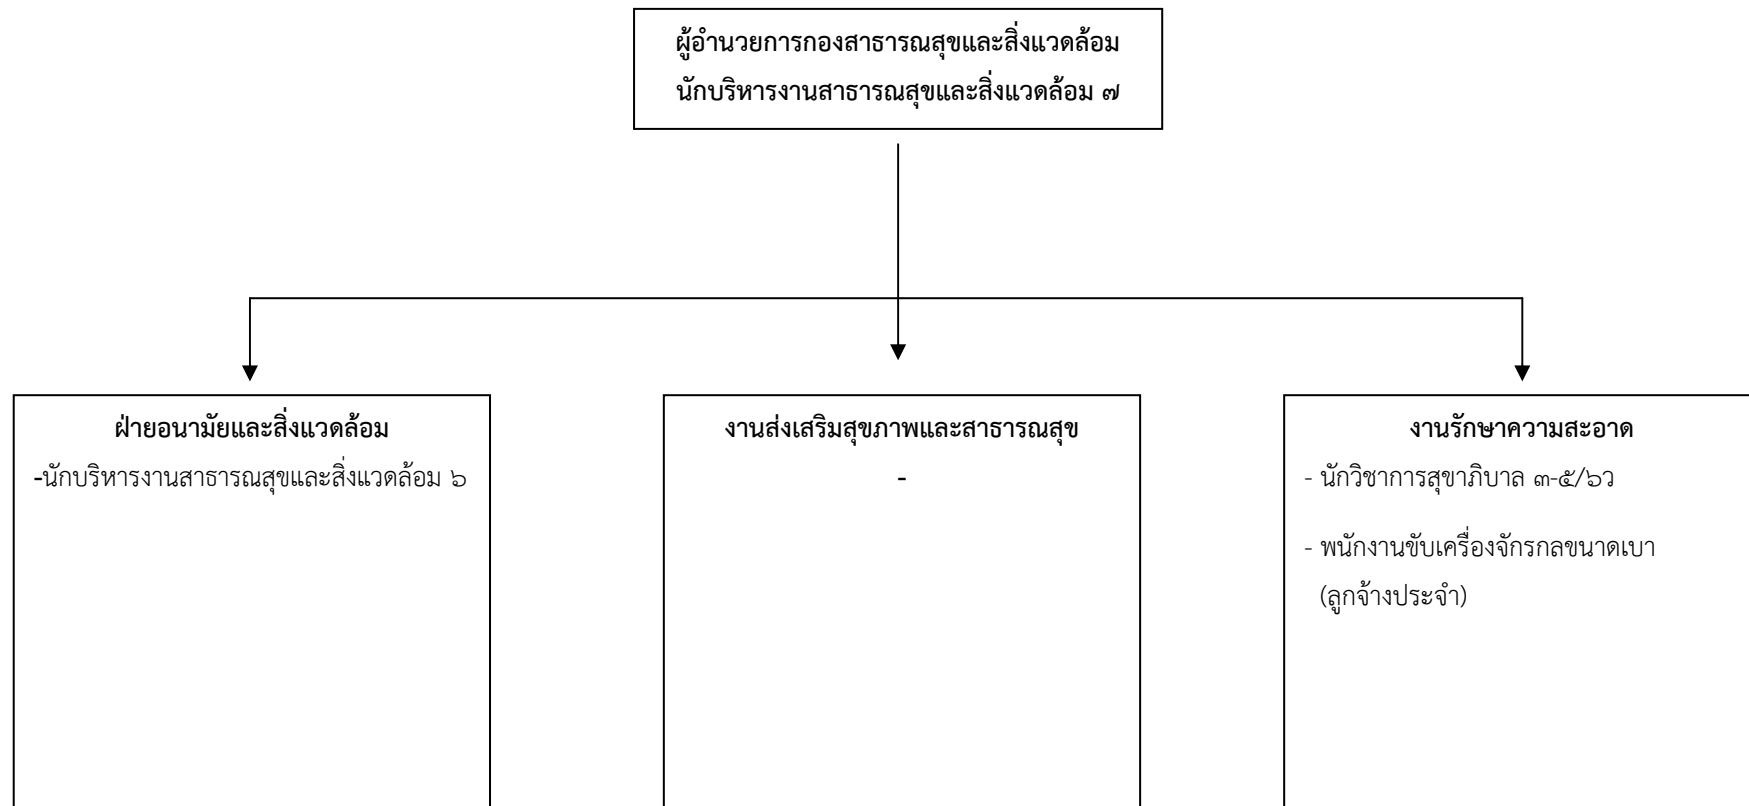 ผู้อำนวยการกองสาธารณสุขและสิ่งแวดล้อม
นักบริหารงานสาธารณสุขและสิ่งแวดล้อม ๗
ฝ่ายอนามัยและสิ่งแวดล้อม
-นักบริหารงานสาธารณสุขและสิ่งแวดล้อม ๖
งานส่งเสริมสุขภาพและสาธารณสุข
-
งานรักษาความสะอาด
- นักวิชาการสุขาภิบาล ๓-๕/๖ว
- พนักงานขับเครื่องจักรกลขนาดเบา
(ลูกจ้างประจำ)